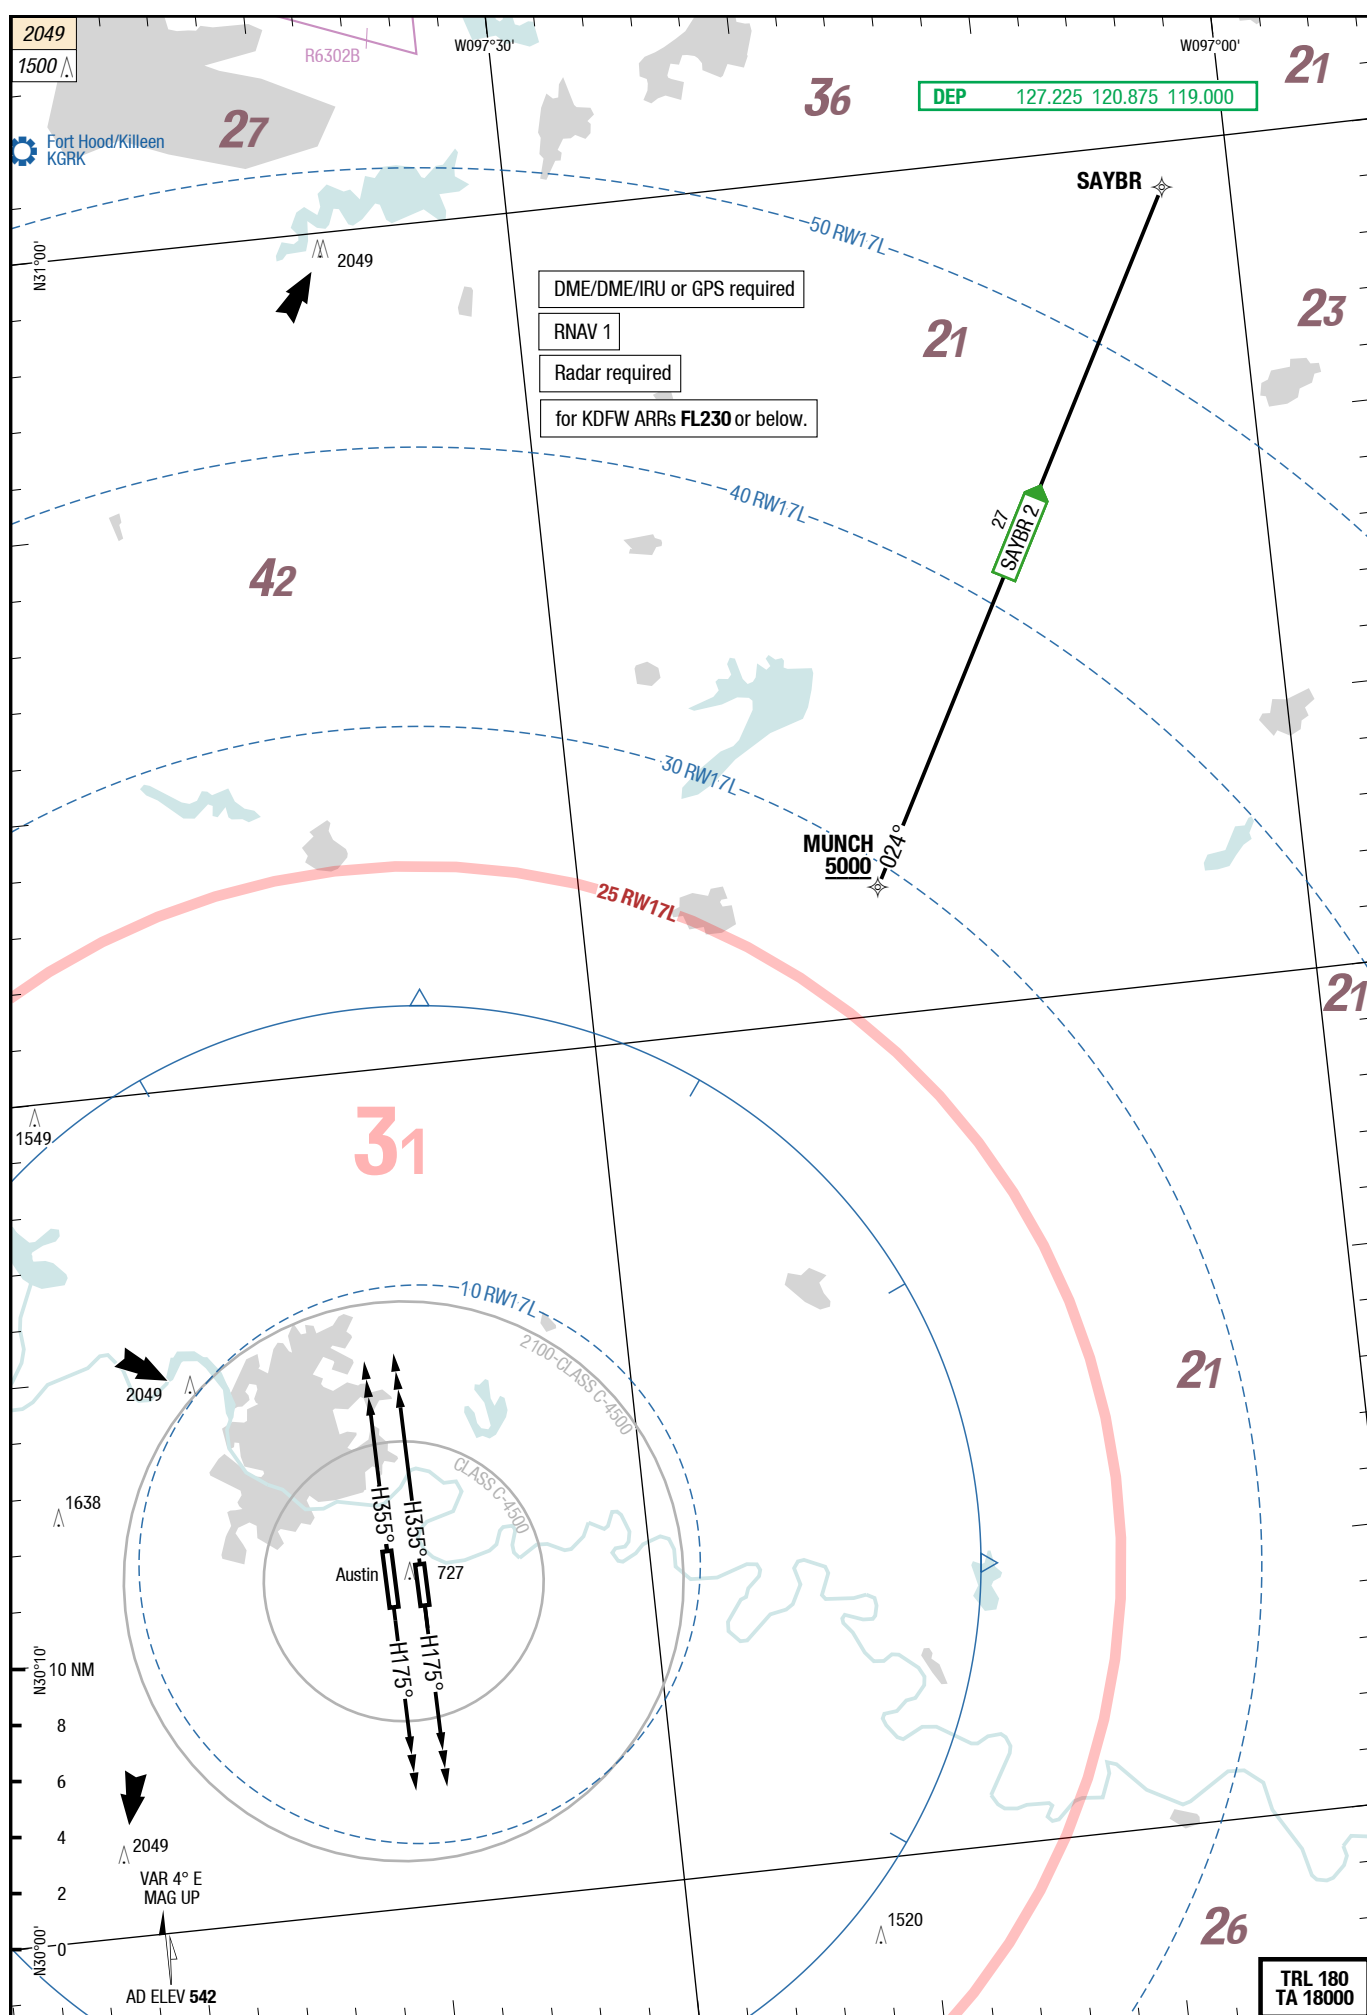 2049
1500
R6302B
W097°30'
W097°00'
21
36
27
DEP 127.225 120.875 119.000
Fort Hood/Killeen
KGRK
SAYBR
50 RW17L
N31°00'
2049
DME/DME/IRU or GPS required
RNAV 1
Radar required
for KDFW ARRs FL230 or below.
21
23
40 RW17L
27
SAYBR 2
42
30 RW17L
MUNCH
5000
024°
25 RW17L
21
1549
31
10 RW17L
2100-CLASS C-4500
2049
21
CLASS C-4500
1638
H355°
H355°
Austin
727
H175°
H175°
N30°10'
10 NM
8
6
4
2
0
2049
VAR 4° E
MAG UP
1520
26
N30°00'
AD ELEV 542
TRL 180
TA 18000